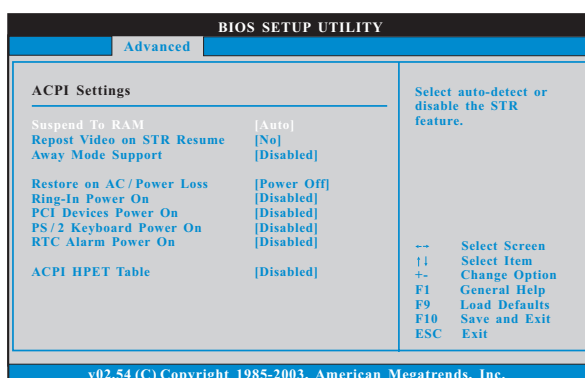 BIOS SETUP UTILITY
Advanced
ACPI Settings
Suspend To RAM [Auto]
Repost Video on STR Resume [No]
Away Mode Support [Disabled]
Restore on AC / Power Loss [Power Off]
Ring-In Power On [Disabled]
PCI Devices Power On [Disabled]
PS / 2 Keyboard Power On [Disabled]
RTC Alarm Power On [Disabled]
ACPI HPET Table [Disabled]
Select auto-detect or
disable the STR
feature.
←→ Select Screen
↑↓ Select Item
+- Change Option
F1 General Help
F9 Load Defaults
F10 Save and Exit
ESC Exit
v02.54 (C) Copyright 1985-2003, American Megatrends, Inc.